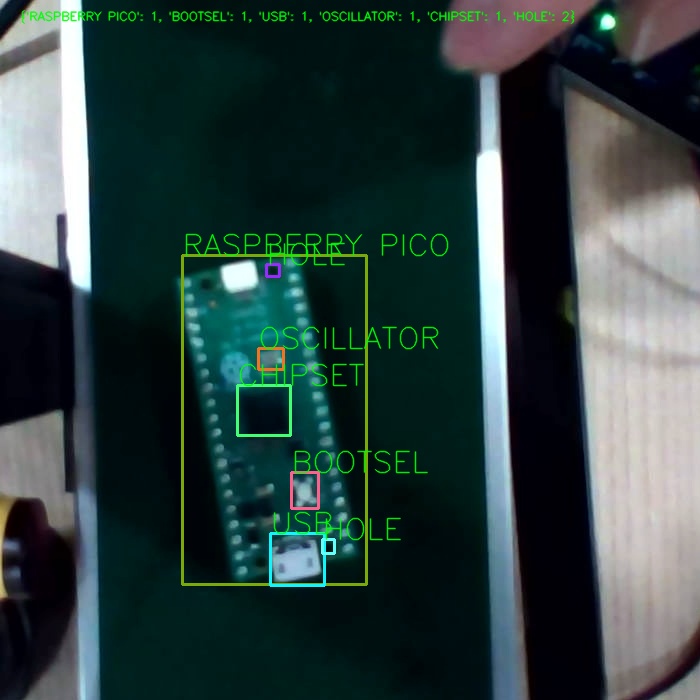 {'RASPBERRY PICO': 1, 'BOOTSEL': 1, 'USB': 1, 'OSCILLATOR': 1, 'CHIPSET': 1, 'HOLE': 2}
RASPBERRY PICO
HOLE
OSCILLATOR
CHIPSET
BOOTSEL
USB
HOLE